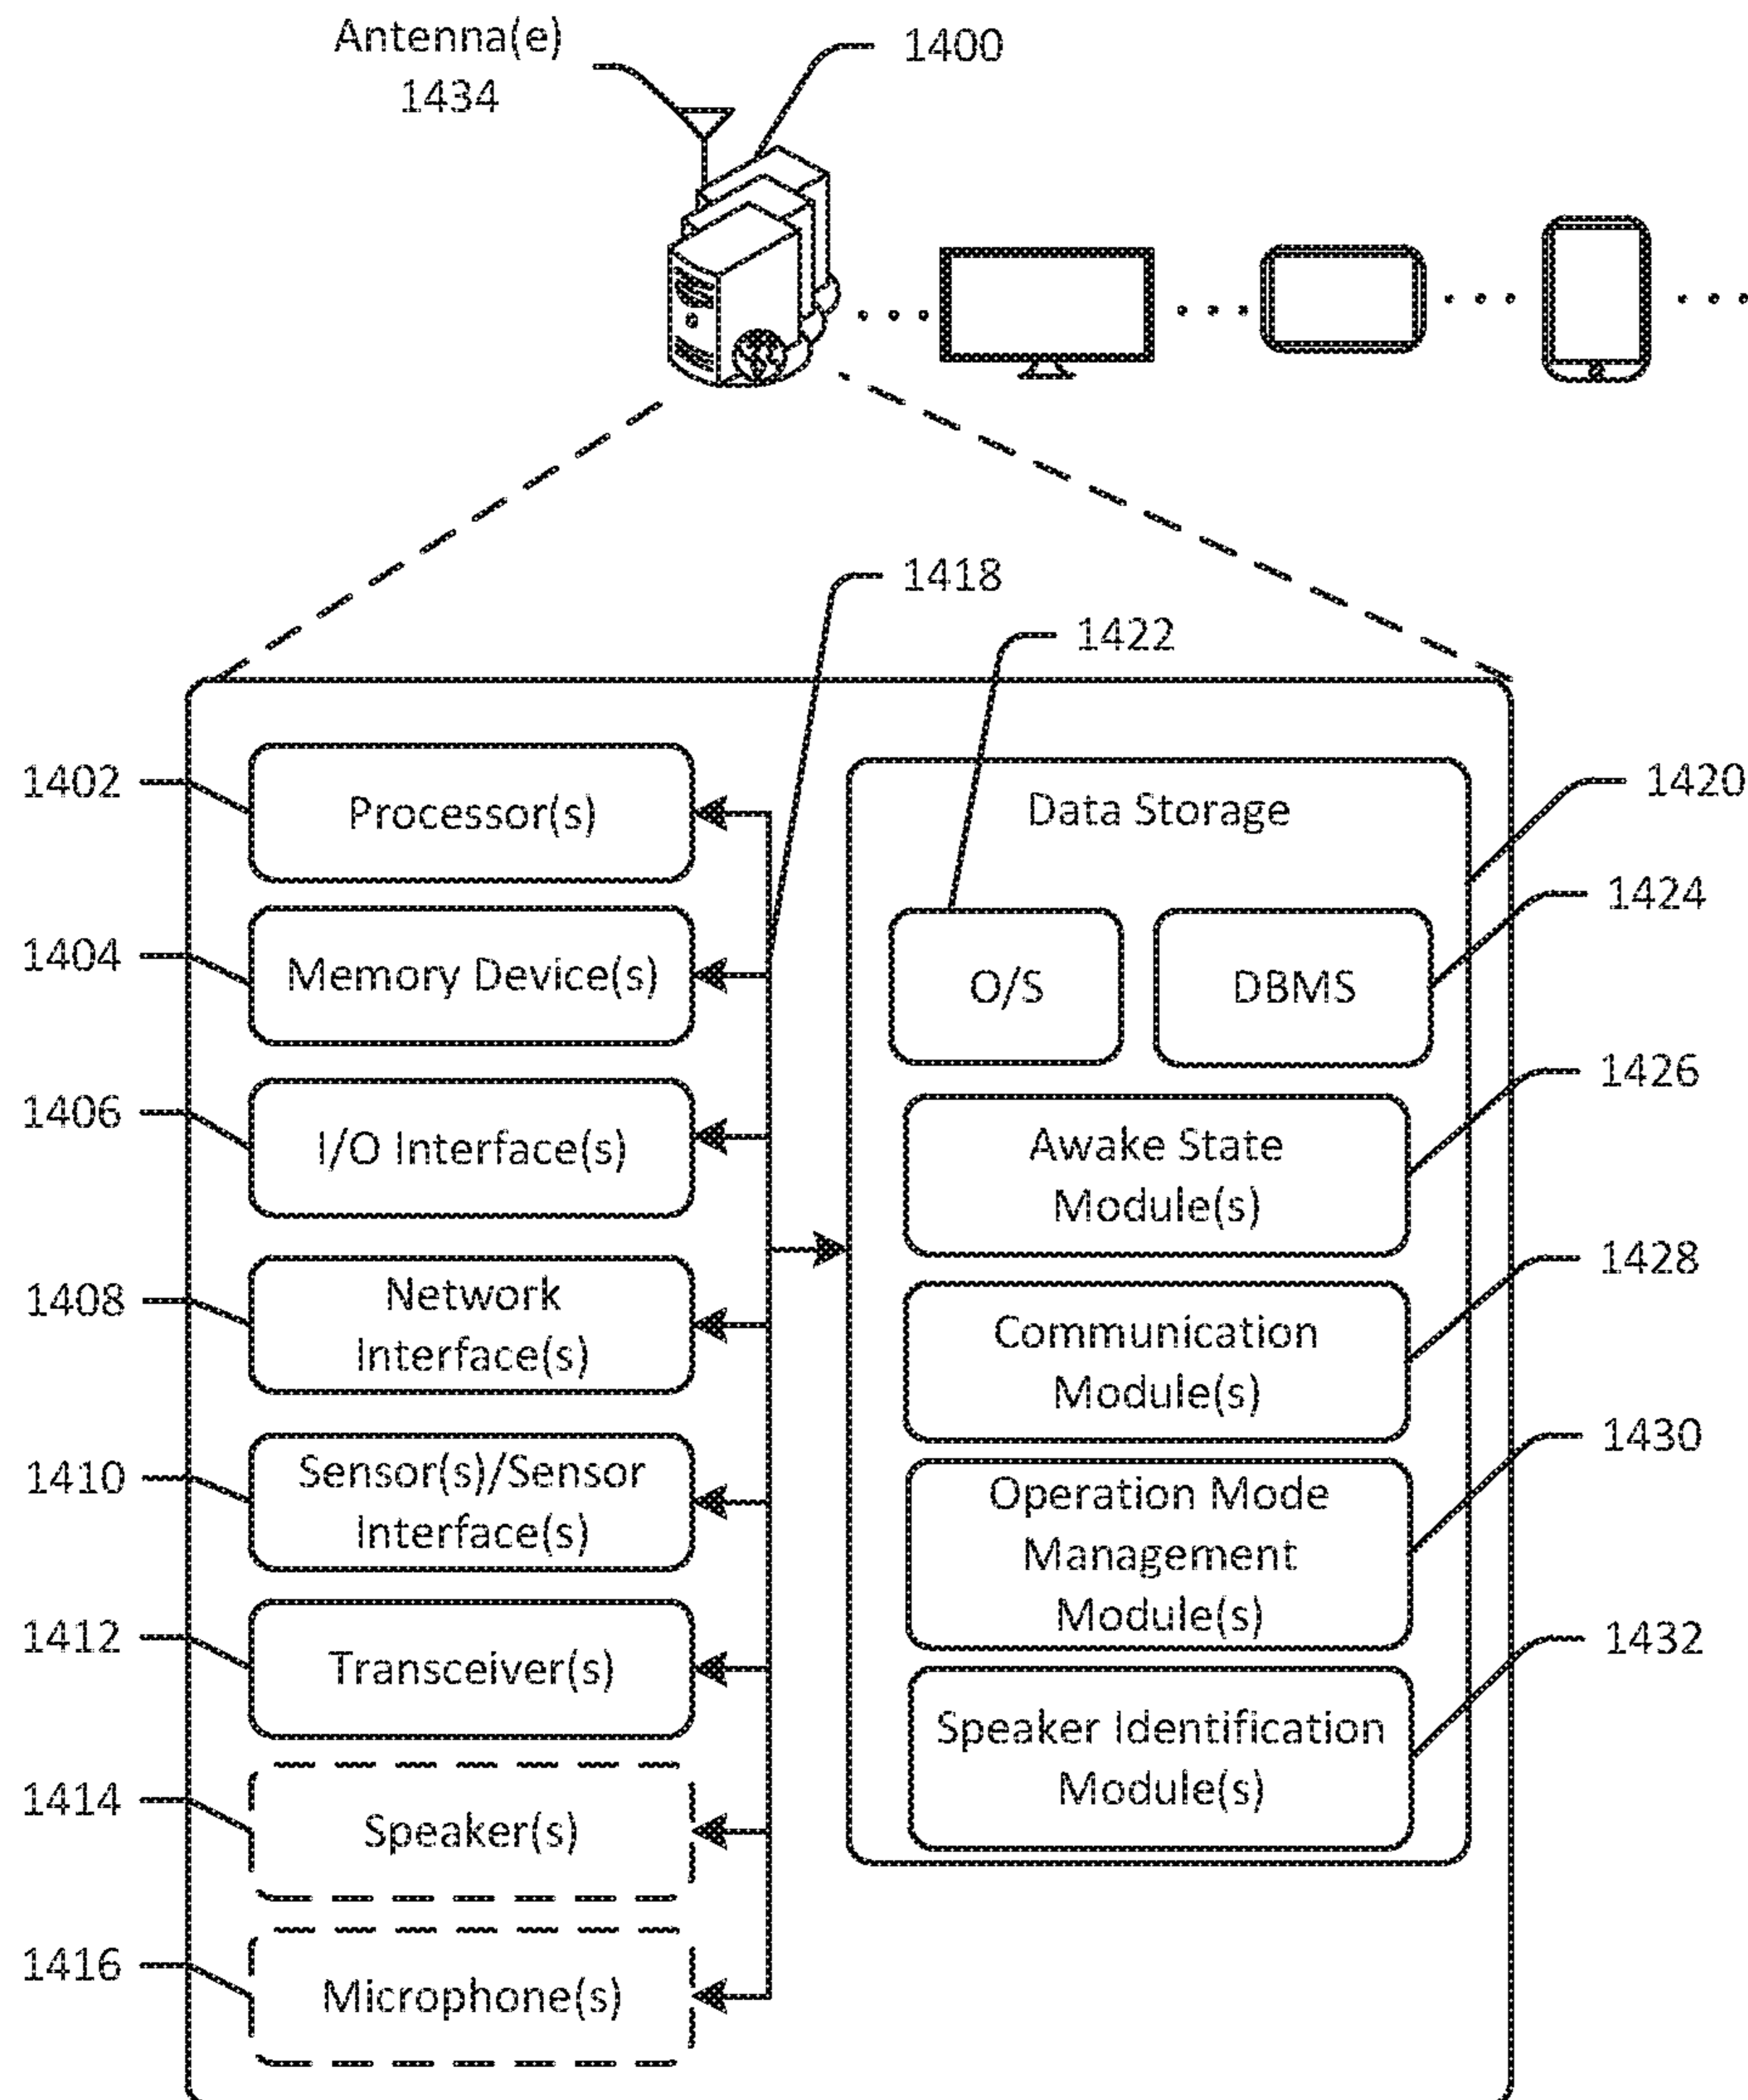 Antenna(e)
1434
1400
1418
1422
1402
Processor(s)
Data Storage
1420
1424
1404
Memory Device(s)
O/S
DBMS
1426
1406
I/O Interface(s)
Awake State
Module(s)
1428
1408
Network
Interface(s)
Communication
Module(s)
1430
1410
Sensor(s)/Sensor
Interface(s)
Operation Mode
Management
Module(s)
1432
1412
Transceiver(s)
Speaker Identification
Module(s)
1414
Speaker(s)
1416
Microphone(s)